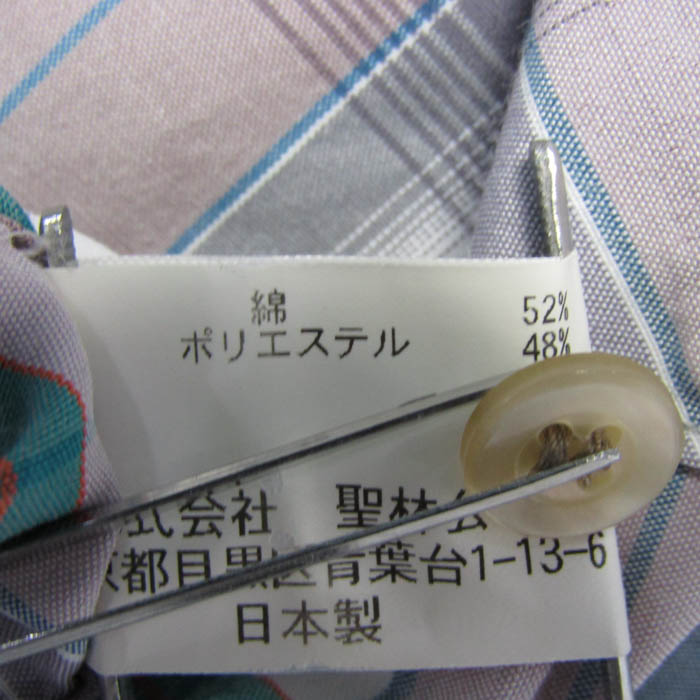 綿 52%
ポリエステル 48%
式会社 聖林公
京都目黒区青葉台1-13-6
日本製